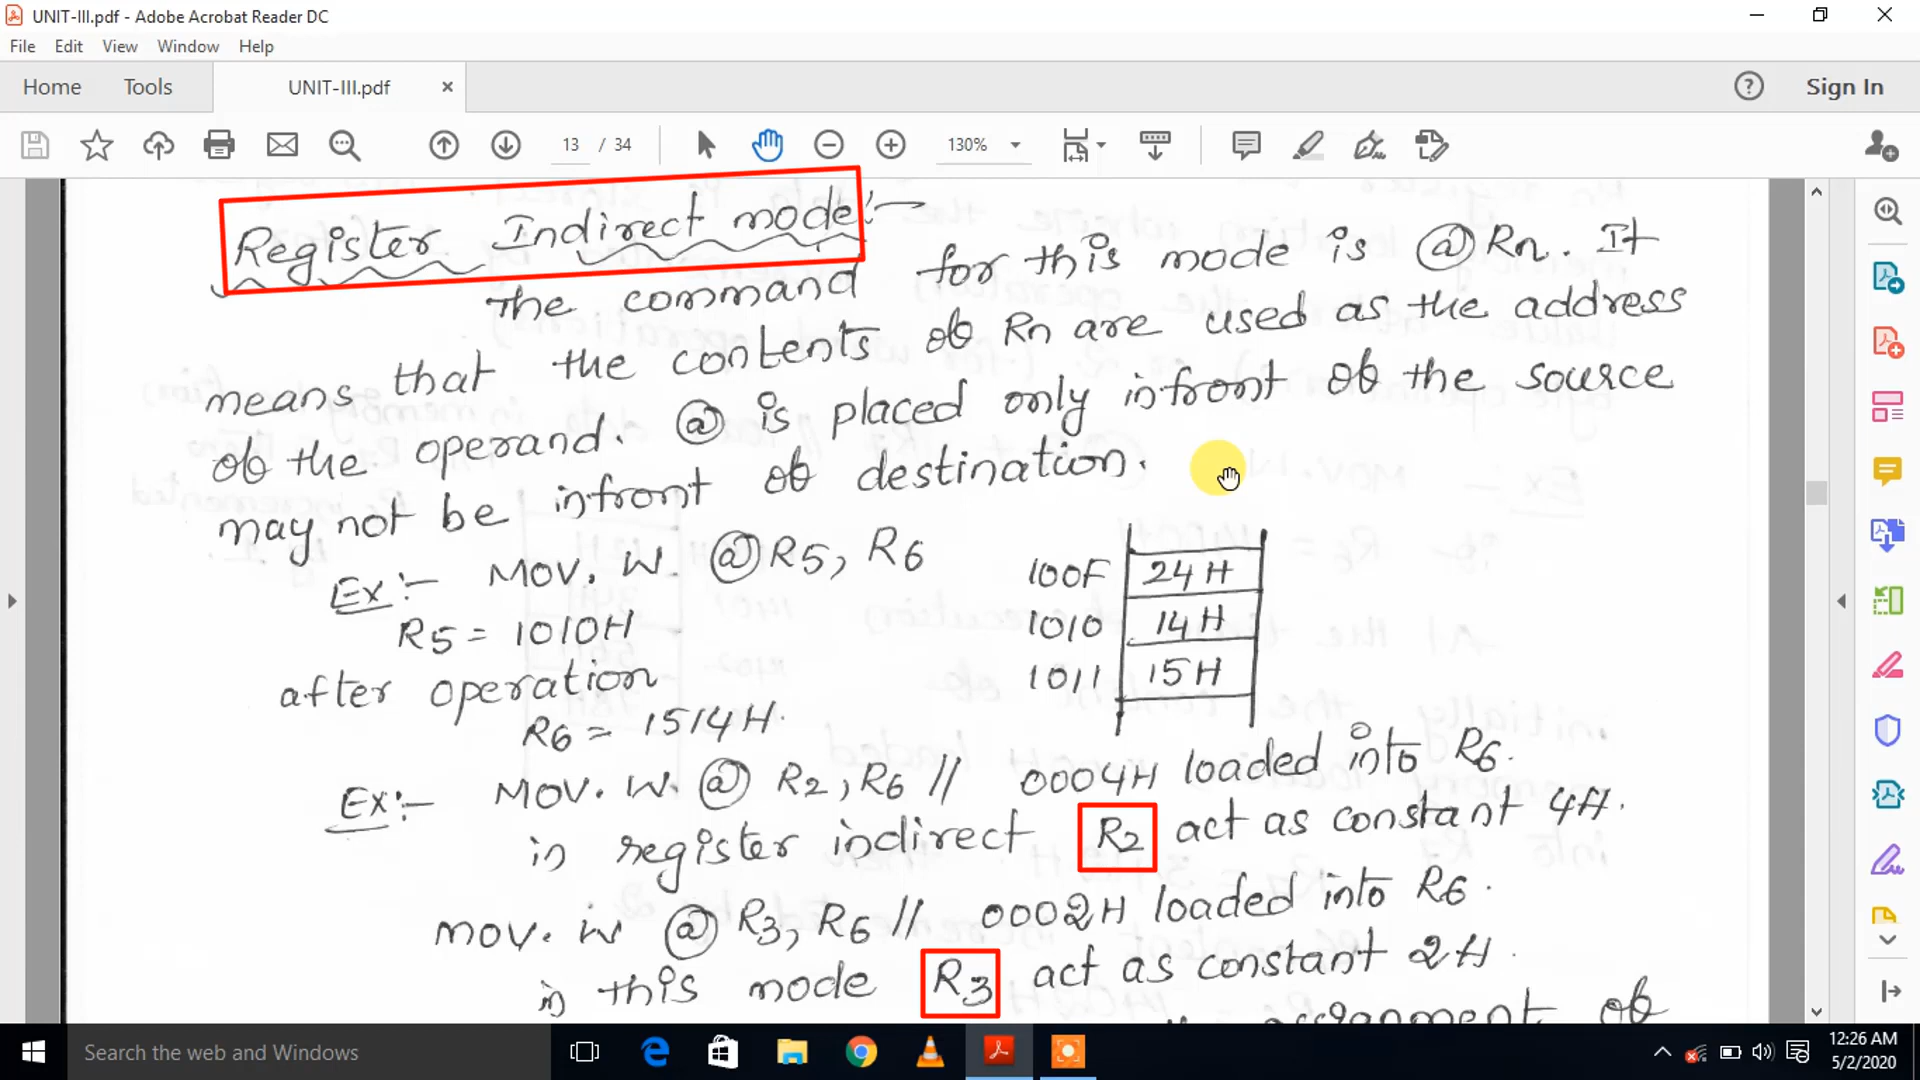 UNIT-III.pdf - Adobe Acrobat Reader DC
File Edit View Window Help
Home Tools UNIT-III.pdf × ? Sign In
13 / 34 130%
Register Indirect mode:-
the command for this mode is @Rn. It
means that the contents of Rn are used as the address
of the operand. @ is placed only infront of the source
may not be infront of destination.
Ex:- MOV. W. @R5, R6
R5 = 1010H
after operation
R6 = 1514H.
100F 24H
1010 14H
1011 15H
Ex:- MOV. W. @ R2, R6 // 0004H loaded into R6.
in register indirect R2 act as constant 4H.
MOV. W @ R3, R6 // 0002H loaded into R6.
in this mode R3 act as constant 2H.
of
Search the web and Windows
12:26 AM
5/2/2020